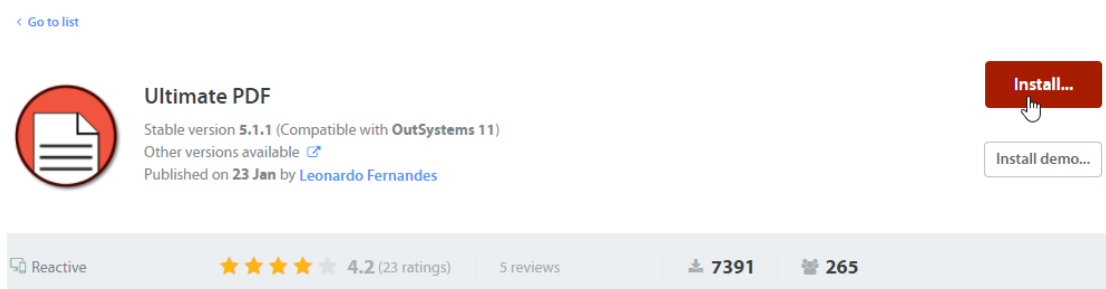 < Go to list
Ultimate PDF
Stable version 5.1.1 (Compatible with OutSystems 11)
Other versions available
Published on 23 Jan by Leonardo Fernandes
Install...
Install demo...
Reactive 4.2 (23 ratings) 5 reviews 7391 265